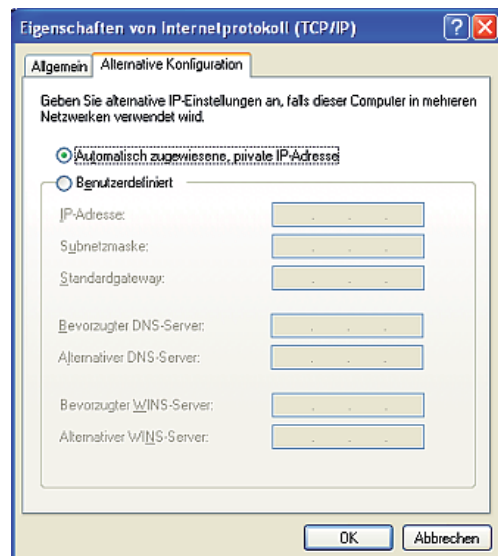 Eigenschaften von Internetprotokoll (TCP/IP)
Allgemein Alternative Konfiguration
Geben Sie alternative IP-Einstellungen an, falls dieser Computer in mehreren
Netzwerken verwendet wird.
Automatisch zugewiesene, private IP-Adresse
Benutzerdefiniert
IP-Adresse:
Subnetzmaske:
Standardgateway:
Bevorzugter DNS-Server:
Alternativer DNS-Server:
Bevorzugter WINS-Server:
Alternativer WINS-Server:
OK Abbrechen